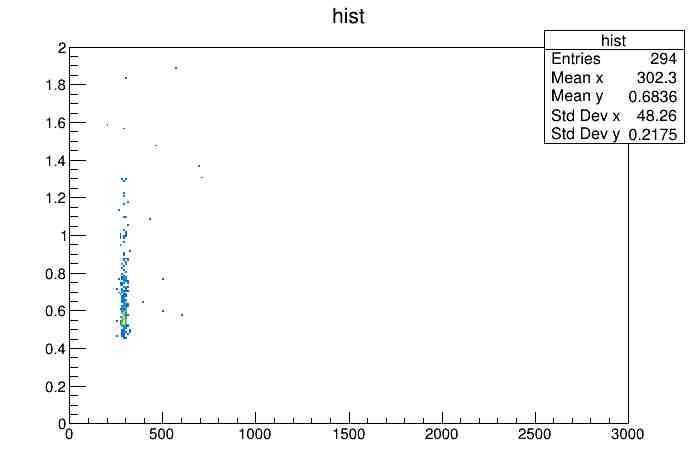 hist
hist
Entries 294
Mean x 302.3
Mean y 0.6836
Std Dev x 48.26
Std Dev y 0.2175
2
1.8
1.6
1.4
1.2
1
0.8
0.6
0.4
0.2
0
0 500 1000 1500 2000 2500 3000